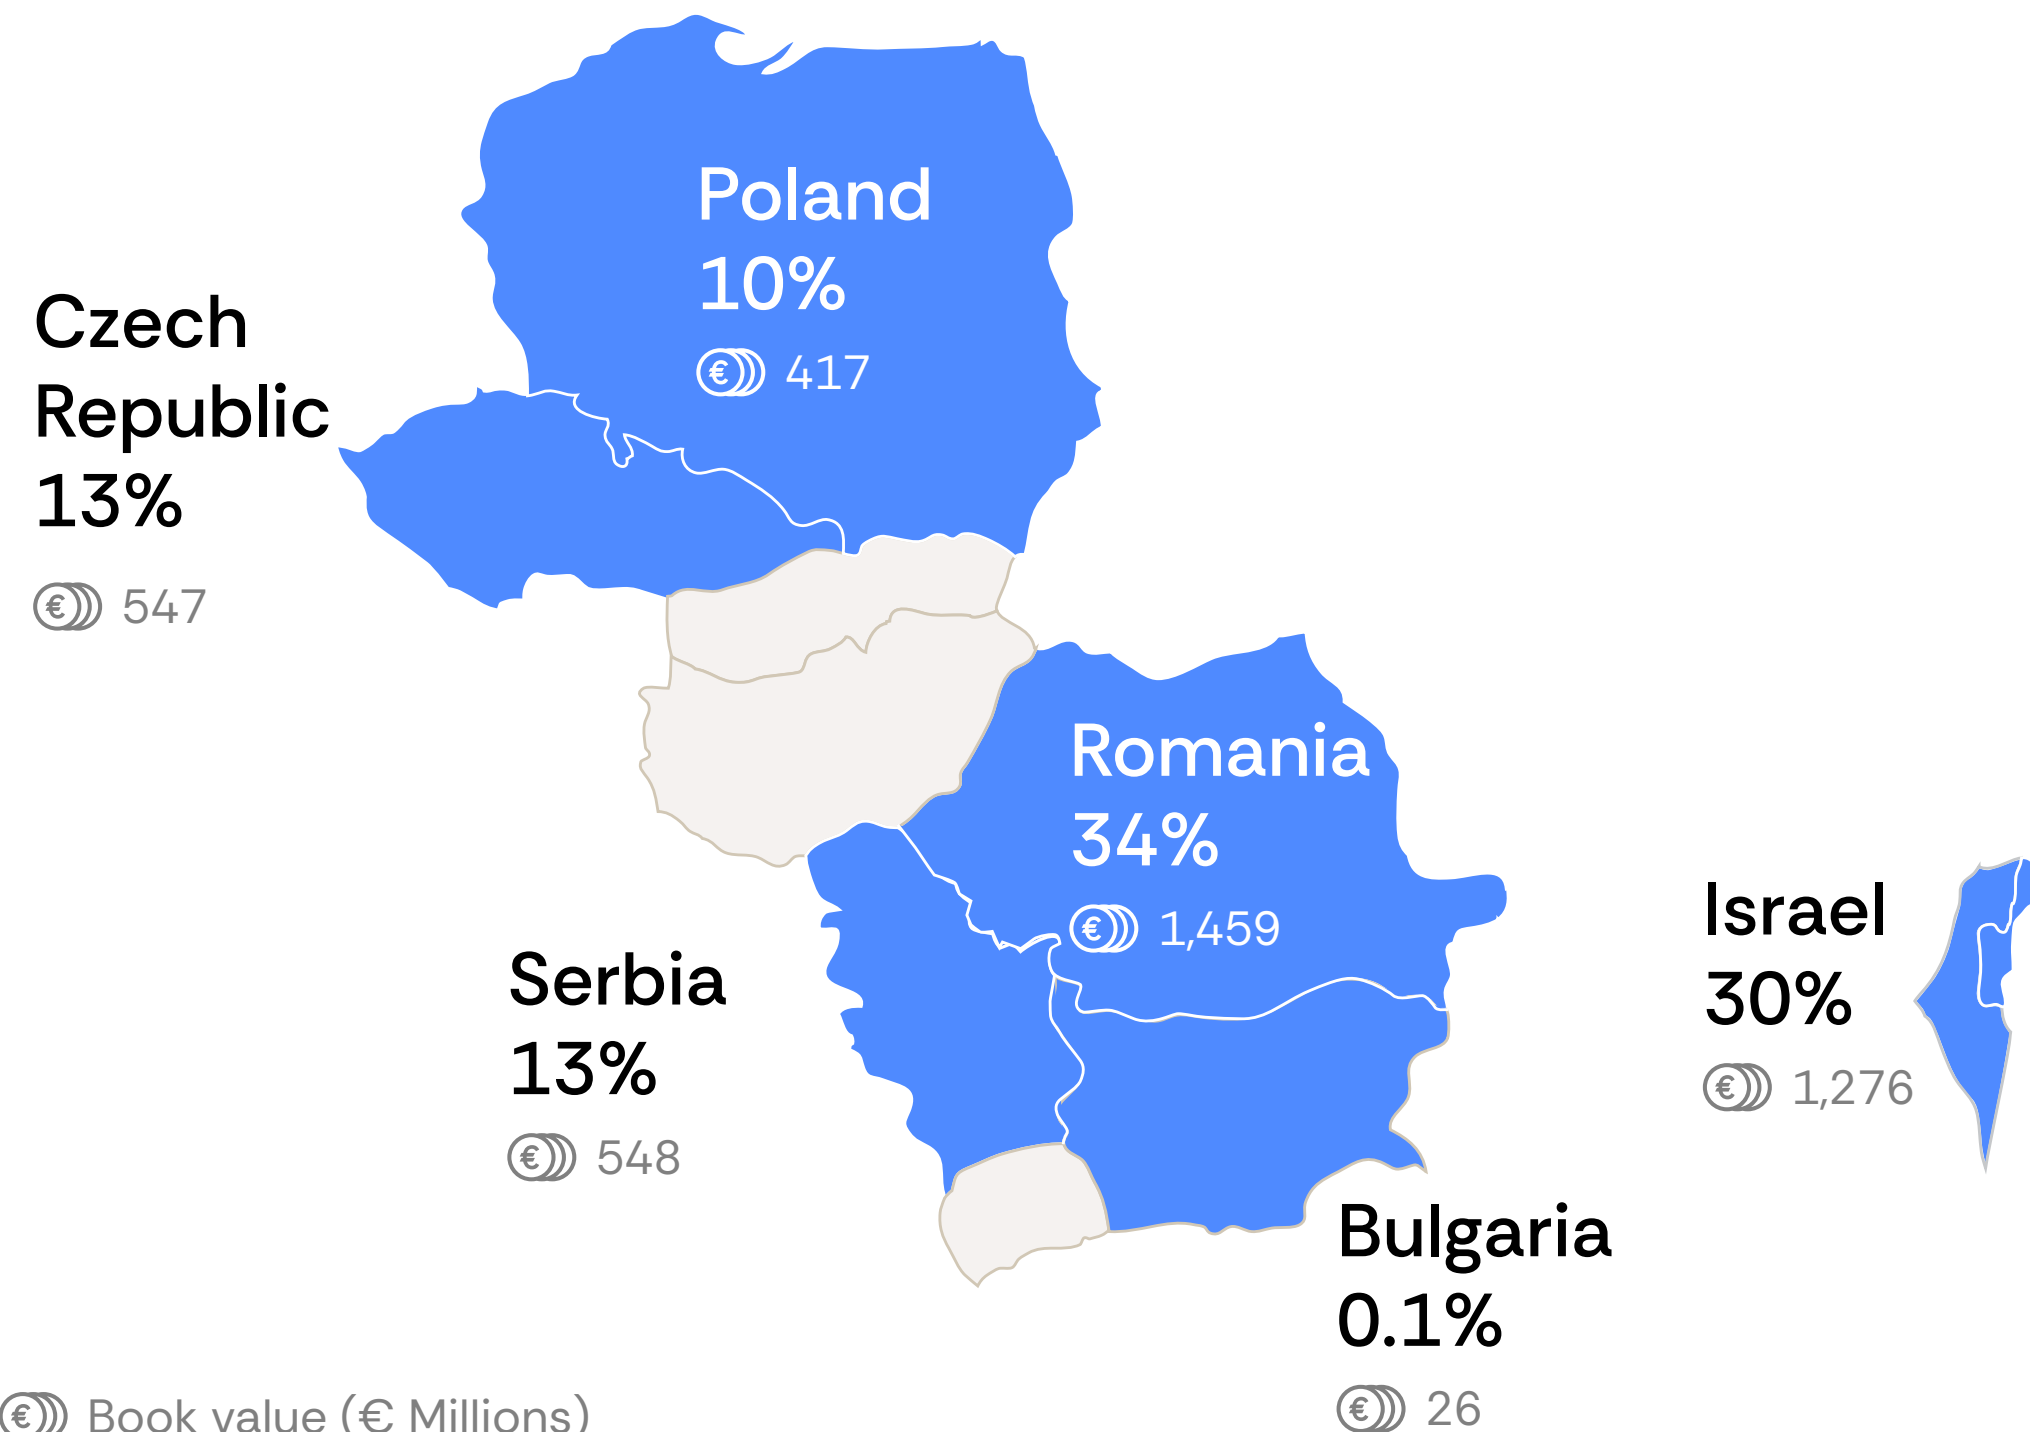 Poland
10%
€ 417
Czech
Republic
13%
€ 547
Romania
34%
€ 1,459
Israel
30%
€ 1,276
Serbia
13%
€ 548
Bulgaria
0.1%
€ 26
€ Book value (€ Millions)